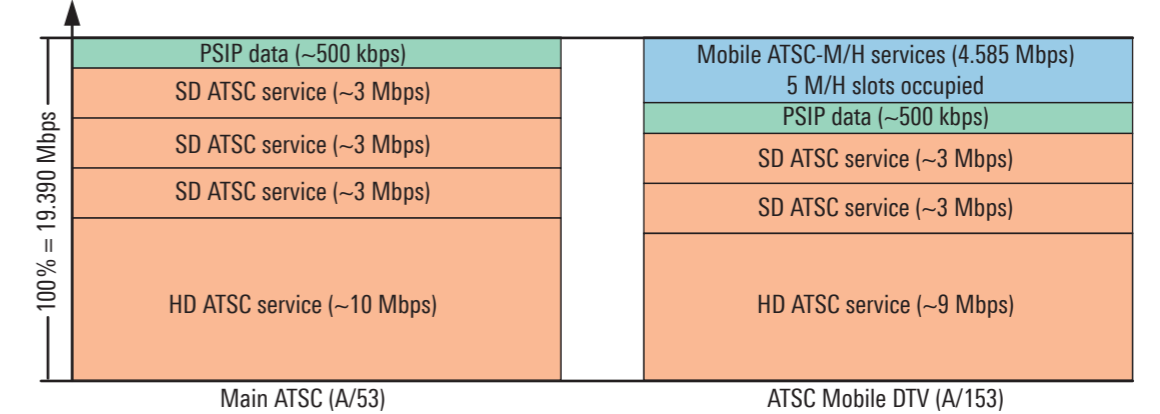 100 % = 19.390 Mbps
PSIP data (~500 kbps)
SD ATSC service (~3 Mbps)
SD ATSC service (~3 Mbps)
SD ATSC service (~3 Mbps)
HD ATSC service (~10 Mbps)
Main ATSC (A/53)
Mobile ATSC-M/H services (4.585 Mbps)
5 M/H slots occupied
PSIP data (~500 kbps)
SD ATSC service (~3 Mbps)
SD ATSC service (~3 Mbps)
HD ATSC service (~9 Mbps)
ATSC Mobile DTV (A/153)